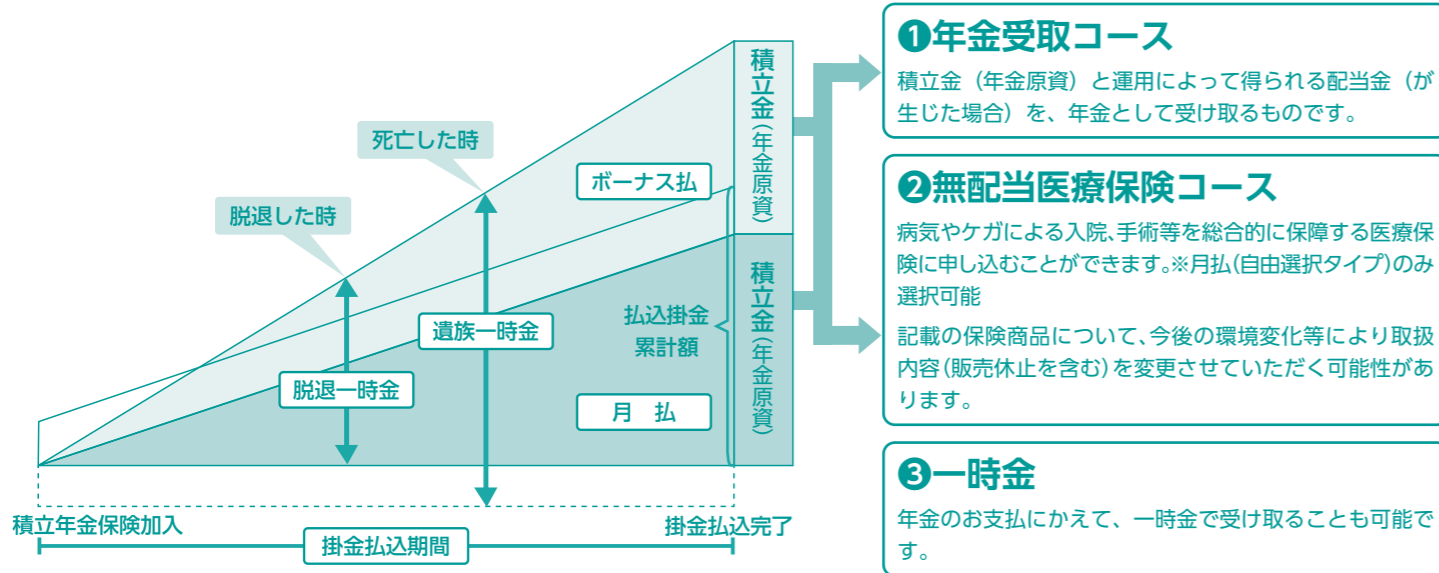 死亡した時
脱退した時
ボーナス払
遺族一時金
脱退一時金
払込掛金
累計額
月 払
積立金(年金原資)
積立金(年金原資)
積立年金保険加入
掛金払込完了
掛金払込期間
❶年金受取コース
積立金(年金原資)と運用によって得られる配当金(が
生じた場合)を、年金として受け取るものです。
❷無配当医療保険コース
病気やケガによる入院、手術等を総合的に保障する医療保
険に申し込むことができます。※月払(自由選択タイプ)のみ
選択可能
記載の保険商品について、今後の環境変化等により取扱
内容(販売休止を含む)を変更させていただく可能性があ
ります。
❸一時金
年金のお支払にかえて、一時金で受け取ることも可能で
す。